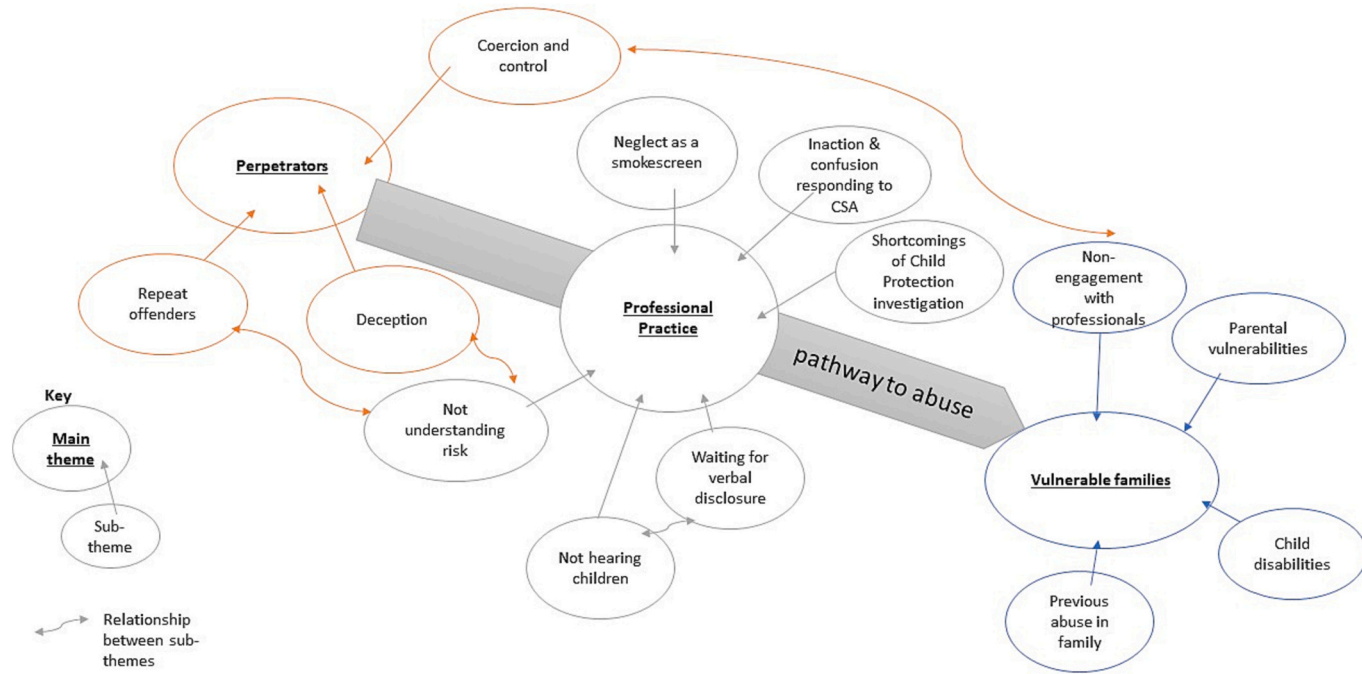 Coercion and
control
Perpetrators
Neglect as a
smokescreen
Inaction &
confusion
responding to
CSA
Shortcomings
of Child
Protection
investigation
Non-
engagement
with
professionals
Repeat
offenders
Deception
Professional
Practice
Parental
vulnerabilities
pathway to abuse
Key
Main
theme
Sub-
theme
Relationship
between sub-
themes
Not
understanding
risk
Waiting for
verbal
disclosure
Not hearing
children
Vulnerable families
Child
disabilities
Previous
abuse in
family